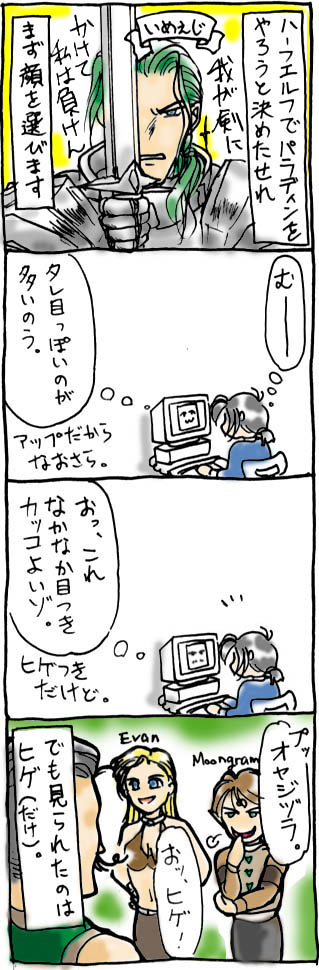 ハーフエルフでパラディンを
やろうと決めたせれ
いめぇじ
我が剣に
かけて
私は負けん
まず顔を選びます
むーー
タレ目っぽいのが
多いのう。
アップだから
なおさら。
おっ、これ
なかなか目つき
カッコよいゾ。
ヒゲつき
だけど。
プッ
オヤジヅラ。
Moongram
Evan
おッ、ヒゲ！
でも見られたのは
ヒゲ(だけ)。